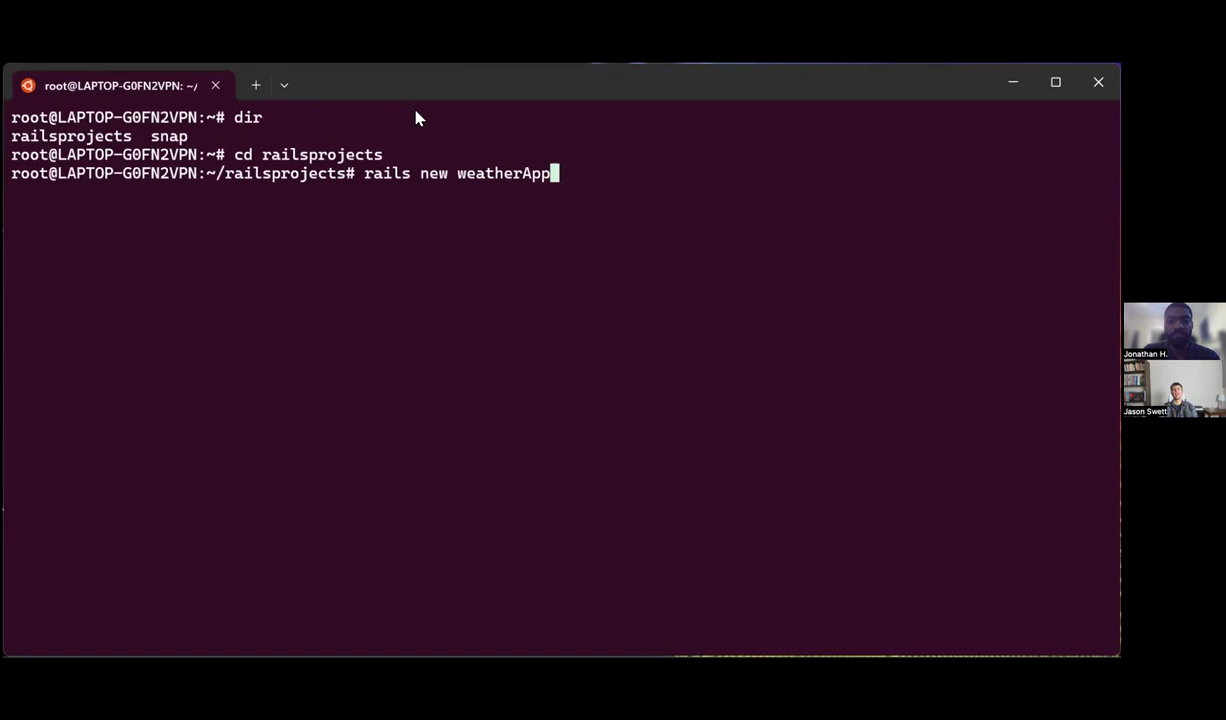 root@LAPTOP-G0FN2VPN: ~/
root@LAPTOP-G0FN2VPN:~# dir
railsprojects  snap
root@LAPTOP-G0FN2VPN:~# cd railsprojects
root@LAPTOP-G0FN2VPN:~/railsprojects# rails new weatherApp
Jonathan H.
Jason Swett